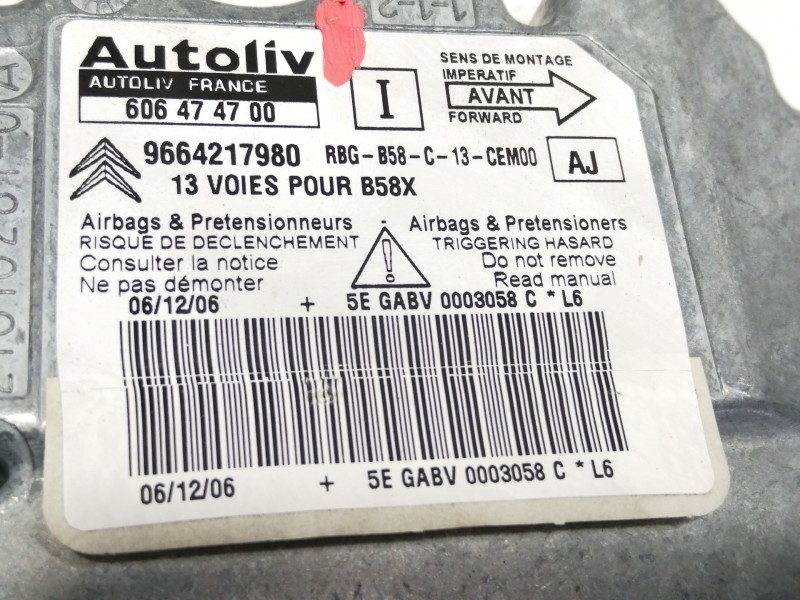 1-1-2
Autoliv
AUTOLIV FRANCE
606 47 47 00
I
SENS DE MONTAGE
IMPERATIF
AVANT
FORWARD
9664217980 RBG-B58-C-13-CEM00 AJ
13 VOIES POUR B58X
Airbags & Pretensionneurs
RISQUE DE DECLENCHEMENT
Consulter la notice
Ne pas démonter
!
Airbags & Pretensioners
TRIGGERING HASARD
Do not remove
Read manual
06/12/06 + 5E GABV 0003058 C * L6
06/12/06 + 5E GABV 0003058 C * L6
A